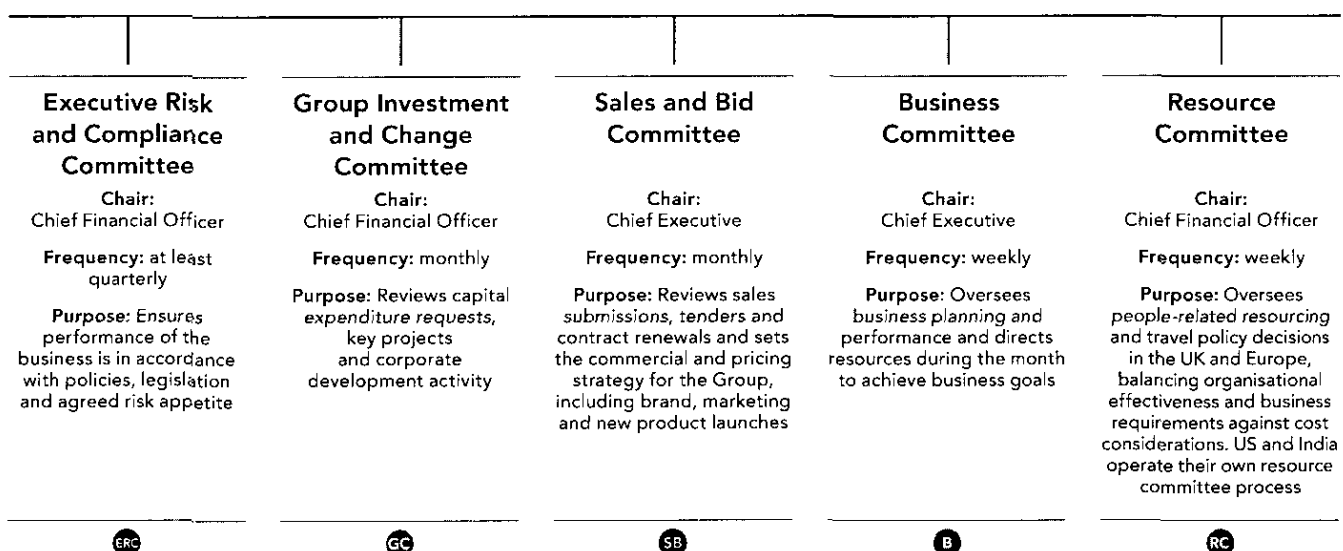 Executive Risk
and Compliance
Committee
Chair:
Chief Financial Officer
Frequency: at least
quarterly
Purpose: Ensures
performance of the
business is in accordance
with policies, legislation
and agreed risk appetite
ERC
Group Investment
and Change
Committee
Chair:
Chief Financial Officer
Frequency: monthly
Purpose: Reviews capital
expenditure requests,
key projects
and corporate
development activity
GC
Sales and Bid
Committee
Chair:
Chief Executive
Frequency: monthly
Purpose: Reviews sales
submissions, tenders and
contract renewals and sets
the commercial and pricing
strategy for the Group,
including brand, marketing
and new product launches
SB
Business
Committee
Chair:
Chief Executive
Frequency: weekly
Purpose: Oversees
business planning and
performance and directs
resources during the month
to achieve business goals
B
Resource
Committee
Chair:
Chief Financial Officer
Frequency: weekly
Purpose: Oversees
people-related resourcing
and travel policy decisions
in the UK and Europe,
balancing organisational
effectiveness and business
requirements against cost
considerations. US and India
operate their own resource
committee process
RC